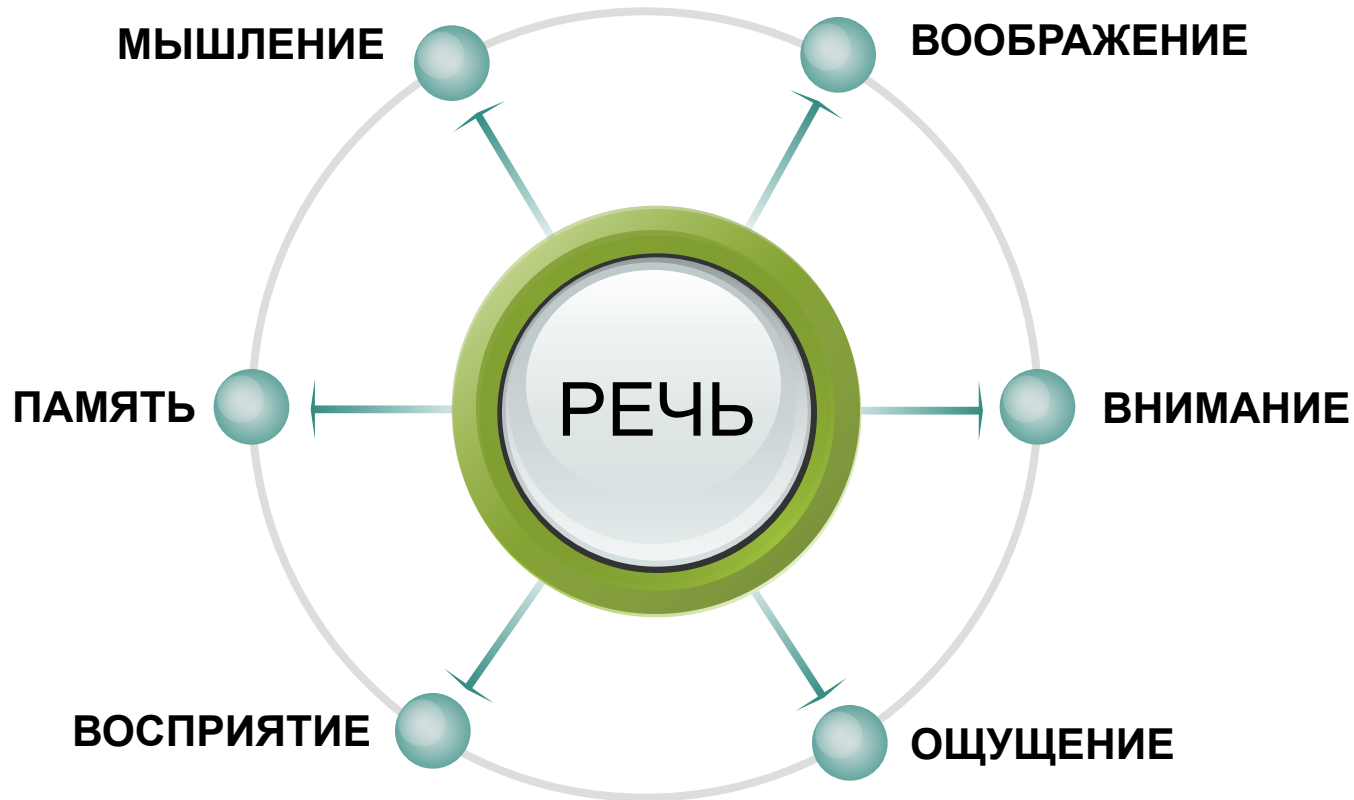 МЫШЛЕНИЕ
ВООБРАЖЕНИЕ
ПАМЯТЬ
РЕЧЬ
ВНИМАНИЕ
ВОСПРИЯТИЕ
ОЩУЩЕНИЕ